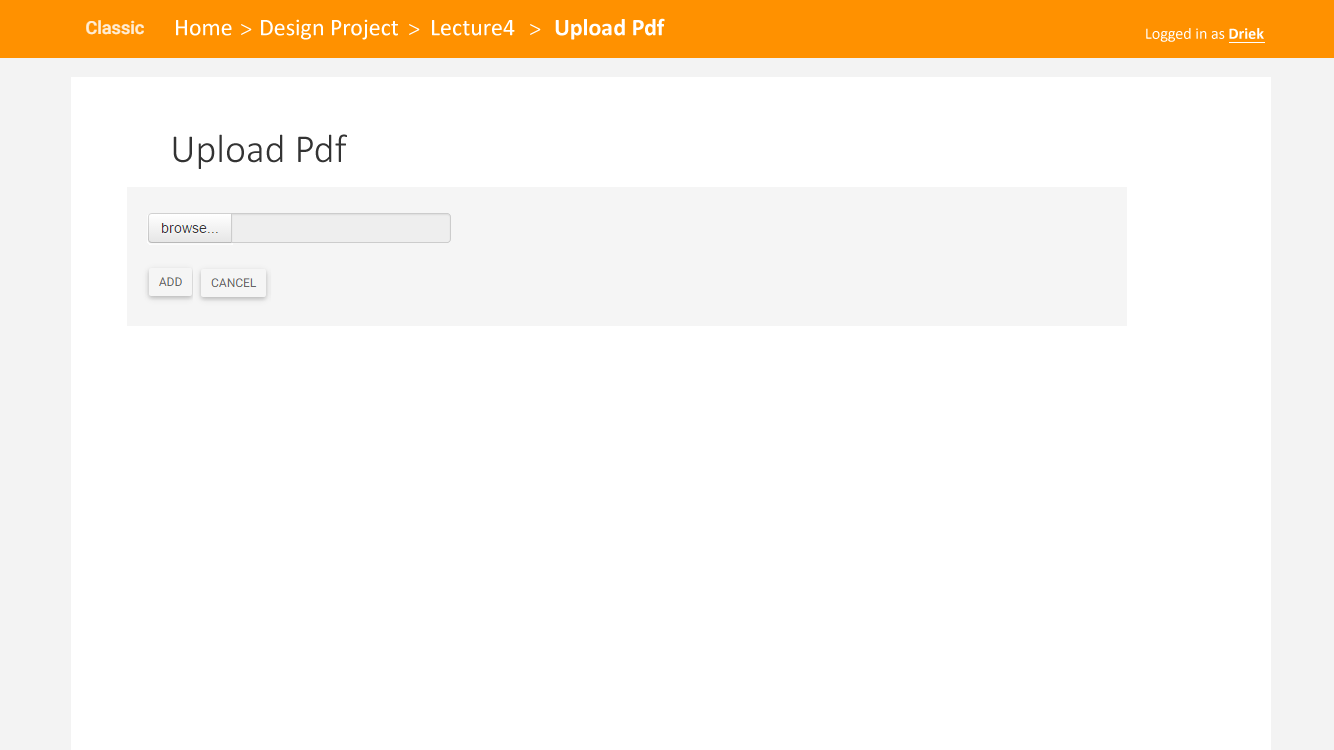 Classic Home > Design Project > Lecture4 > Upload Pdf
Logged in as Driek
Upload Pdf
browse...
ADD CANCEL